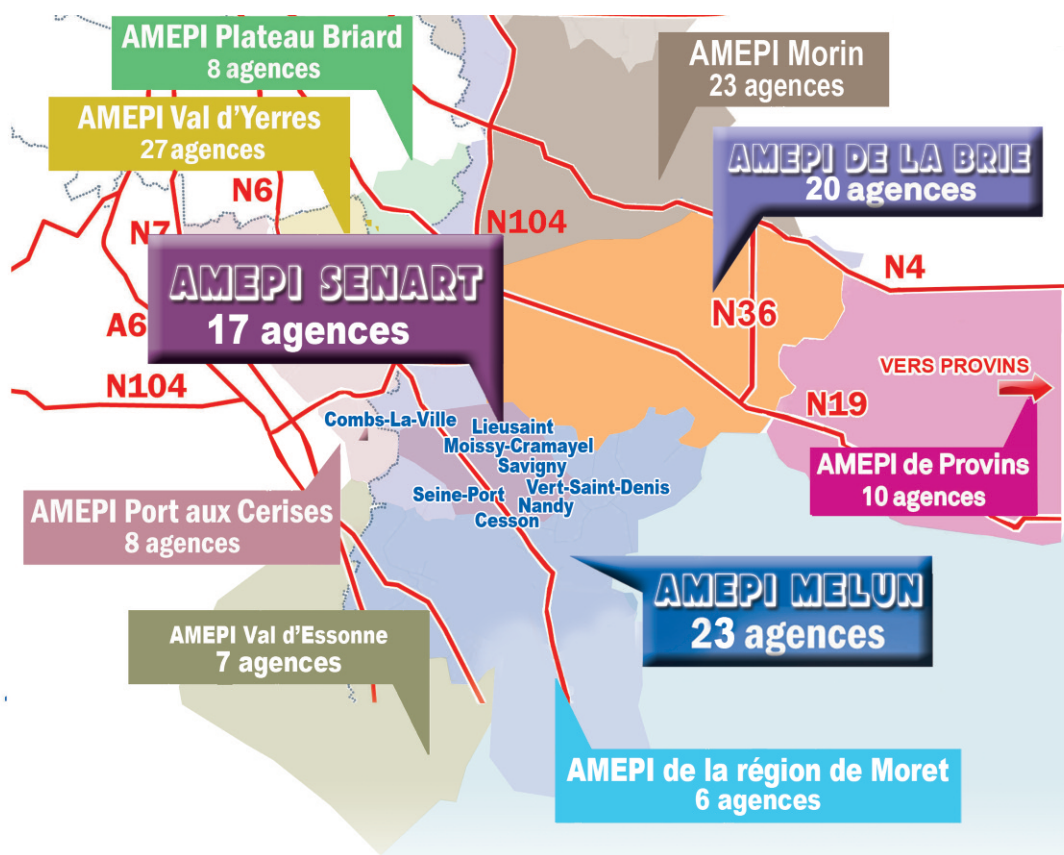 AMEPI Plateau Briard
8 agences
AMEPI Morin
23 agences
AMEPI Val d'Yerres
27 agences
AMEPI DE LA BRIE
20 agences
N6
N7
N104
N4
AMEPI SENART
17 agences
N36
A6
N104
VERS PROVINS
N19
Combs-La-Ville
Lieusaint
Moissy-Cramayel
Savigny
Seine-Port
Vert-Saint-Denis
Nandy
Cesson
AMEPI de Provins
10 agences
AMEPI Port aux Cerises
8 agences
AMEPI MELUN
23 agences
AMEPI Val d'Essonne
7 agences
AMEPI de la région de Moret
6 agences